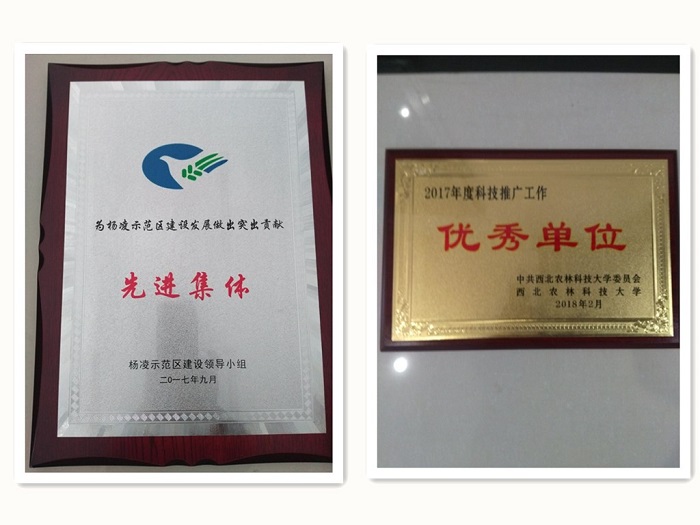 为杨凌示范区建设发展做出突出贡献
先进集体
杨凌示范区建设领导小组
二〇一七年九月
2017年度科技推广工作
优秀单位
中共西北农林科技大学委员会
西北农林科技大学
2018年2月